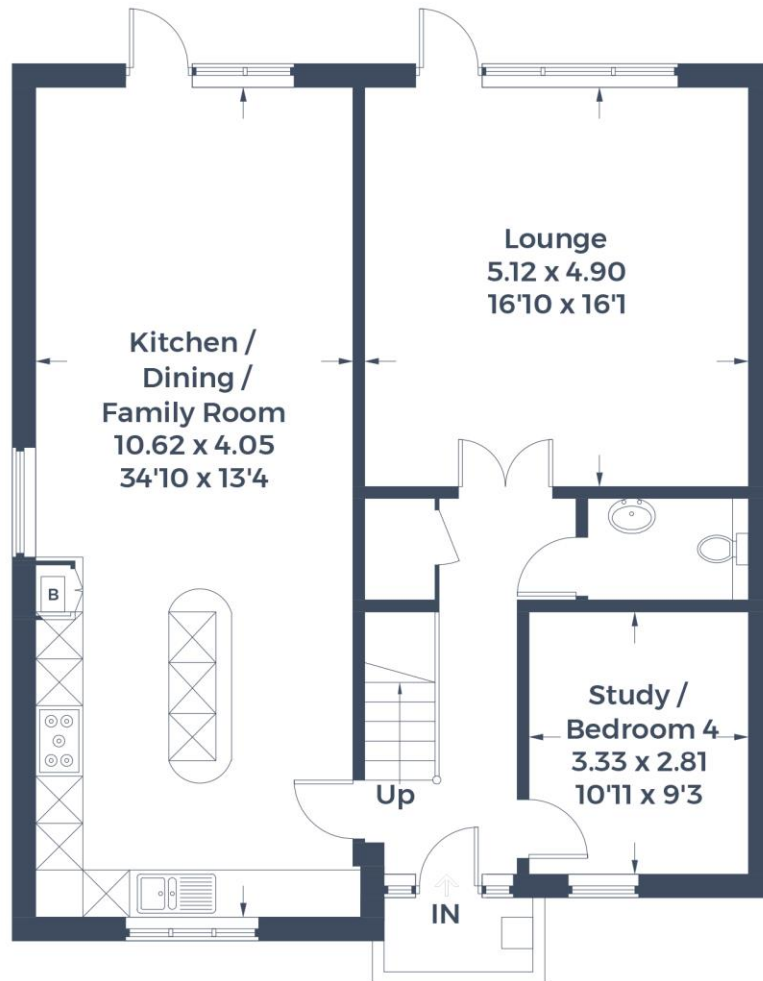 Lounge
5.12 x 4.90
16'10 x 16'1
Kitchen /
Dining /
Family Room
10.62 x 4.05
34'10 x 13'4
B
Study /
Bedroom 4
3.33 x 2.81
10'11 x 9'3
Up
IN